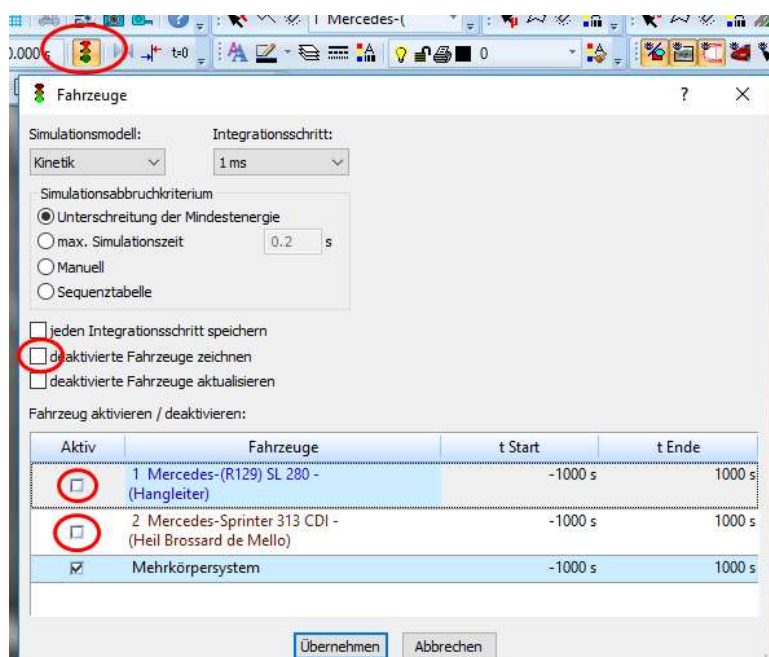 1 Mercedes-(
0.000s t=0 0
Fahrzeuge ? ×
Simulationsmodell: Integrationsschritt:
Kinetik 1 ms
Simulationsabbruchkriterium
Unterschreitung der Mindestenergie
max. Simulationszeit 0.2 s
Manuell
Sequenztabelle
jeden Integrationsschritt speichern
deaktivierte Fahrzeuge zeichnen
deaktivierte Fahrzeuge aktualisieren
Fahrzeug aktivieren / deaktivieren:
Aktiv Fahrzeuge t Start t Ende
1 Mercedes-(R129) SL 280 - -1000 s 1000 s
(Hangleiter)
2 Mercedes-Sprinter 313 CDI - -1000 s 1000 s
(Heil Brossard de Mello)
Mehrkörpersystem -1000 s 1000 s
Übernehmen Abbrechen